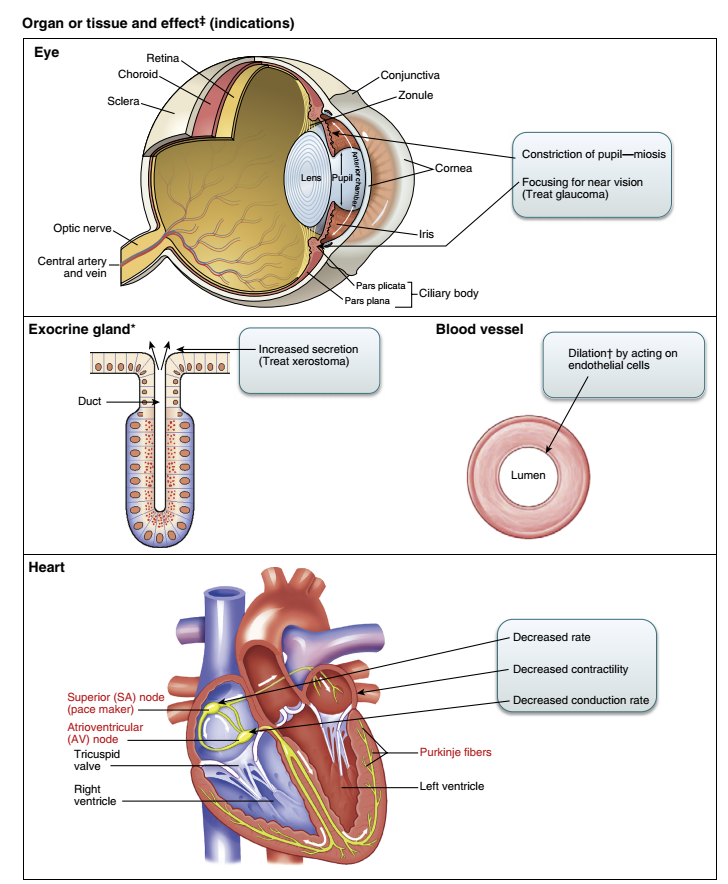 Organ or tissue and effect‡ (indications)
Eye
Retina
Choroid
Sclera
Conjunctiva
Zonule
Cornea
Lens
Pupil
Anterior chamber
Iris
Optic nerve
Central artery
and vein
Pars plicata
Pars plana
Ciliary body
Constriction of pupil—miosis
Focusing for near vision
(Treat glaucoma)
Exocrine gland*
Increased secretion
(Treat xerostoma)
Duct
Blood vessel
Dilation† by acting on
endothelial cells
Lumen
Heart
Decreased rate
Decreased contractility
Decreased conduction rate
Superior (SA) node
(pace maker)
Atrioventricular
(AV) node
Tricuspid
valve
Right
ventricle
Purkinje fibers
Left ventricle